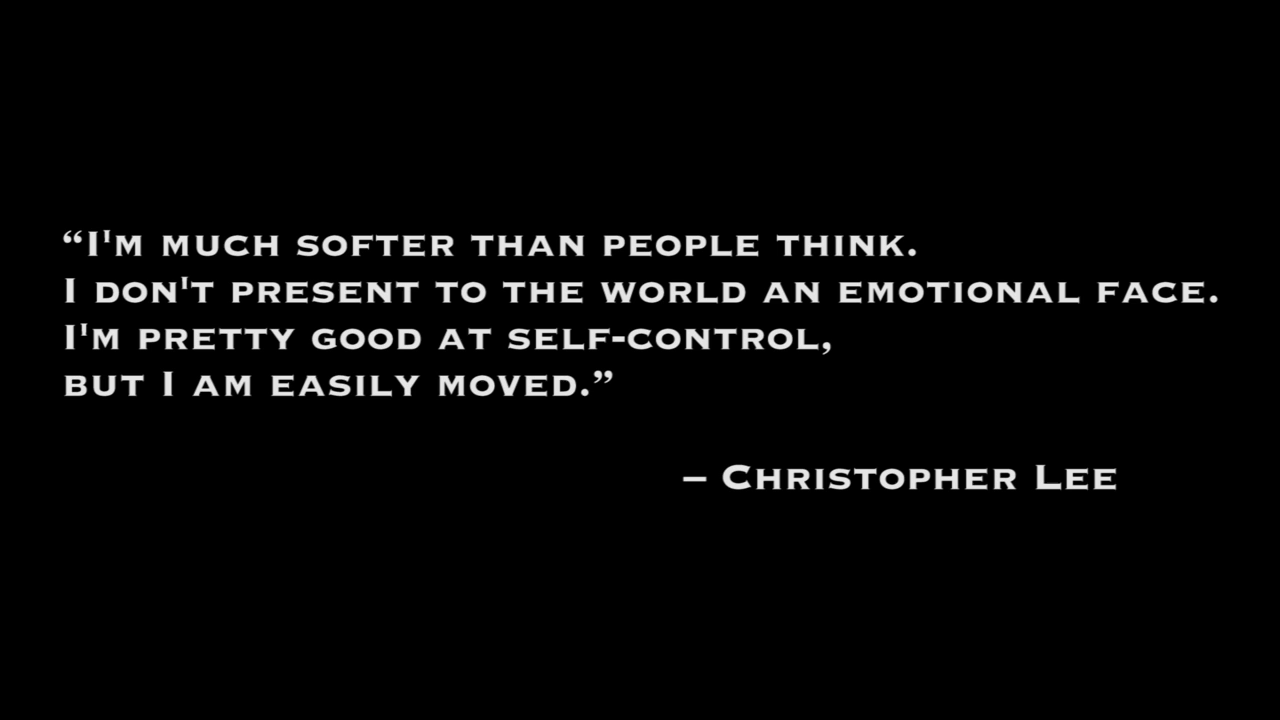 “I'm much softer than people think.
I don't present to the world an emotional face.
I'm pretty good at self-control,
but I am easily moved.”
– Christopher Lee